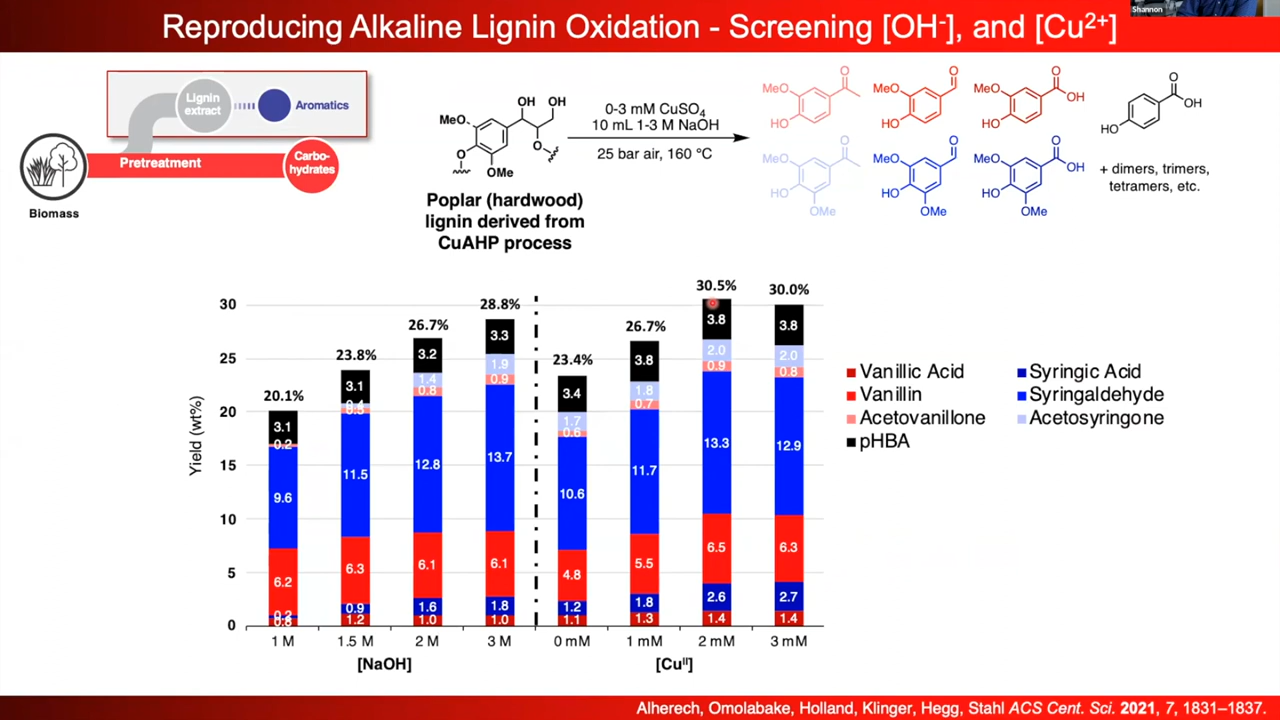 Reproducing Alkaline Lignin Oxidation - Screening [OH-], and [Cu2+]
Shannon
Lignin
extract
Aromatics
Pretreatment
Carbo-
hydrates
Biomass
OH OH
MeO
O
O
OMe
Poplar (hardwood)
lignin derived from
CuAHP process
0-3 mM CuSO4
10 mL 1-3 M NaOH
25 bar air, 160 °C
O
MeO
HO
O
MeO
HO
O
MeO
OH
HO
O
OH
HO
O
MeO
HO
OMe
O
MeO
HO
OMe
O
MeO
OH
HO
OMe
+ dimers, trimers,
tetramers, etc.
Yield (wt%)
30
25
20
15
10
5
0
20.1%
3.1
0.2
9.6
6.2
0.2
0.8
1 M
23.8%
3.1
0.4
0.5
11.5
6.3
0.9
1.2
1.5 M
26.7%
3.2
1.4
0.8
12.8
6.1
1.6
1.0
2 M
28.8%
3.3
1.9
0.9
13.7
6.1
1.8
1.0
3 M
[NaOH]
23.4%
3.4
1.7
0.6
10.6
4.8
1.2
1.1
0 mM
26.7%
3.8
1.8
0.7
11.7
5.5
1.8
1.3
1 mM
30.5%
3.8
2.0
0.9
13.3
6.5
2.6
1.4
2 mM
30.0%
3.8
2.0
0.8
12.9
6.3
2.7
1.4
3 mM
[CuII]
Vanillic Acid
Syringic Acid
Vanillin
Syringaldehyde
Acetovanillone
Acetosyringone
pHBA
Alherech, Omolabake, Holland, Klinger, Hegg, Stahl ACS Cent. Sci. 2021, 7, 1831–1837.